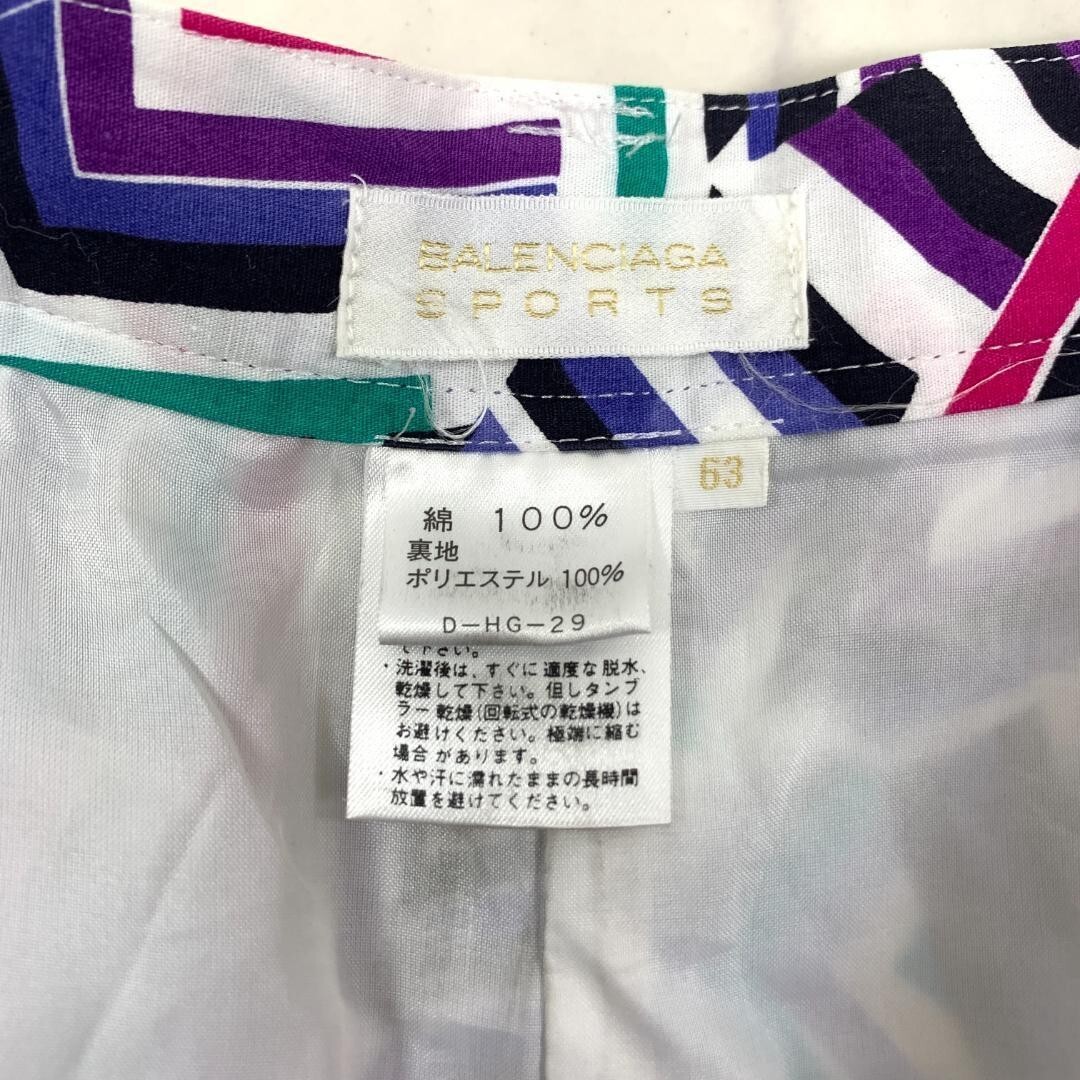 BALENCIAGA
SPORTS
63
綿 100%
裏地
ポリエステル 100%
D-HG-29
て下さい。
・洗濯後は、すぐに適度な脱水、
乾燥して下さい。但しタンブ
ラー乾燥(回転式の乾燥機)は
お避けください。極端に縮む
場合があります。
・水や汗に濡れたままの長時間
放置を避けてください。